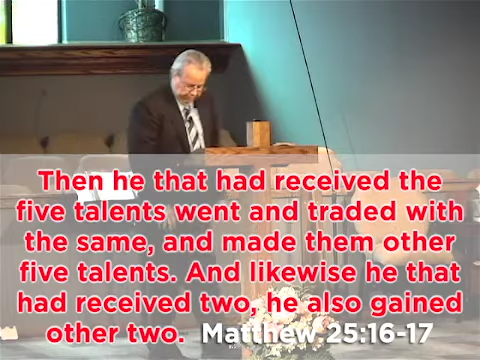 Then he that had received the
five talents went and traded with
the same, and made them other
five talents. And likewise he that
had received two, he also gained
other two. Matthew 25:16-17